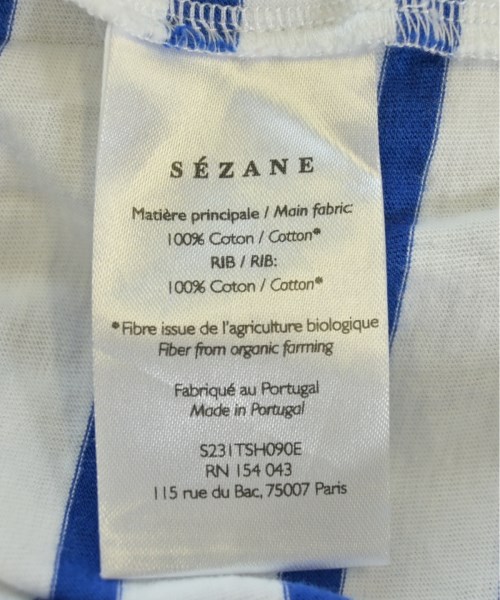 SÉZANE
Matière principale / Main fabric:
100% Coton / Cotton*
RIB / RIB:
100% Coton / Cotton*
*Fibre issue de l'agriculture biologique
Fiber from organic farming
Fabriqué au Portugal
Made in Portugal
S231TSH090E
RN 154 043
115 rue du Bac, 75007 Paris